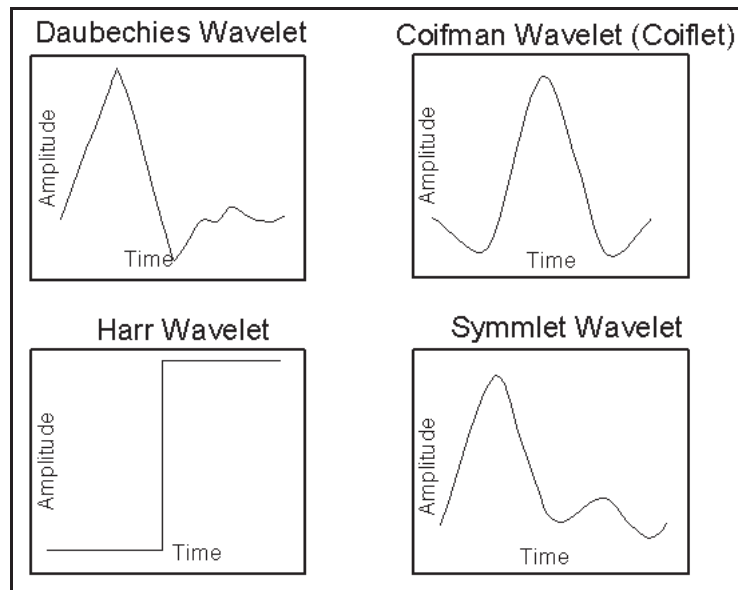 Daubechies Wavelet
Amplitude
Time
Coifman Wavelet (Coiflet)
Amplitude
Time
Harr Wavelet
Amplitude
Time
Symmlet Wavelet
Amplitude
Time